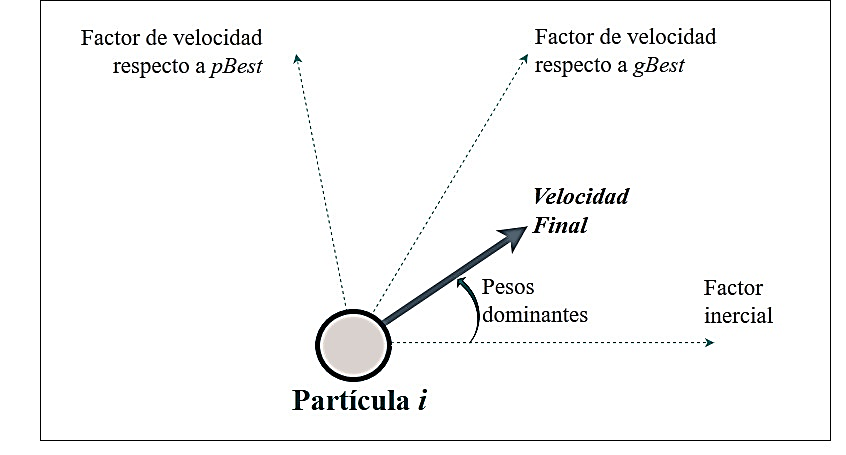 Factor de velocidad
respecto a pBest
Factor de velocidad
respecto a gBest
Velocidad
Final
Pesos
dominantes
Factor
inercial
Partícula i